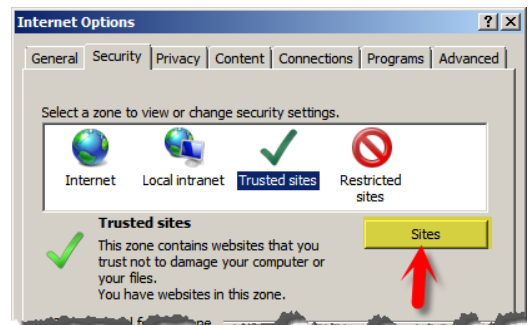 Internet Options
General Security Privacy Content Connections Programs Advanced
Select a zone to view or change security settings.
Internet Local intranet Trusted sites Restricted
sites
Trusted sites
This zone contains websites that you
trust not to damage your computer or
your files.
You have websites in this zone.
Sites